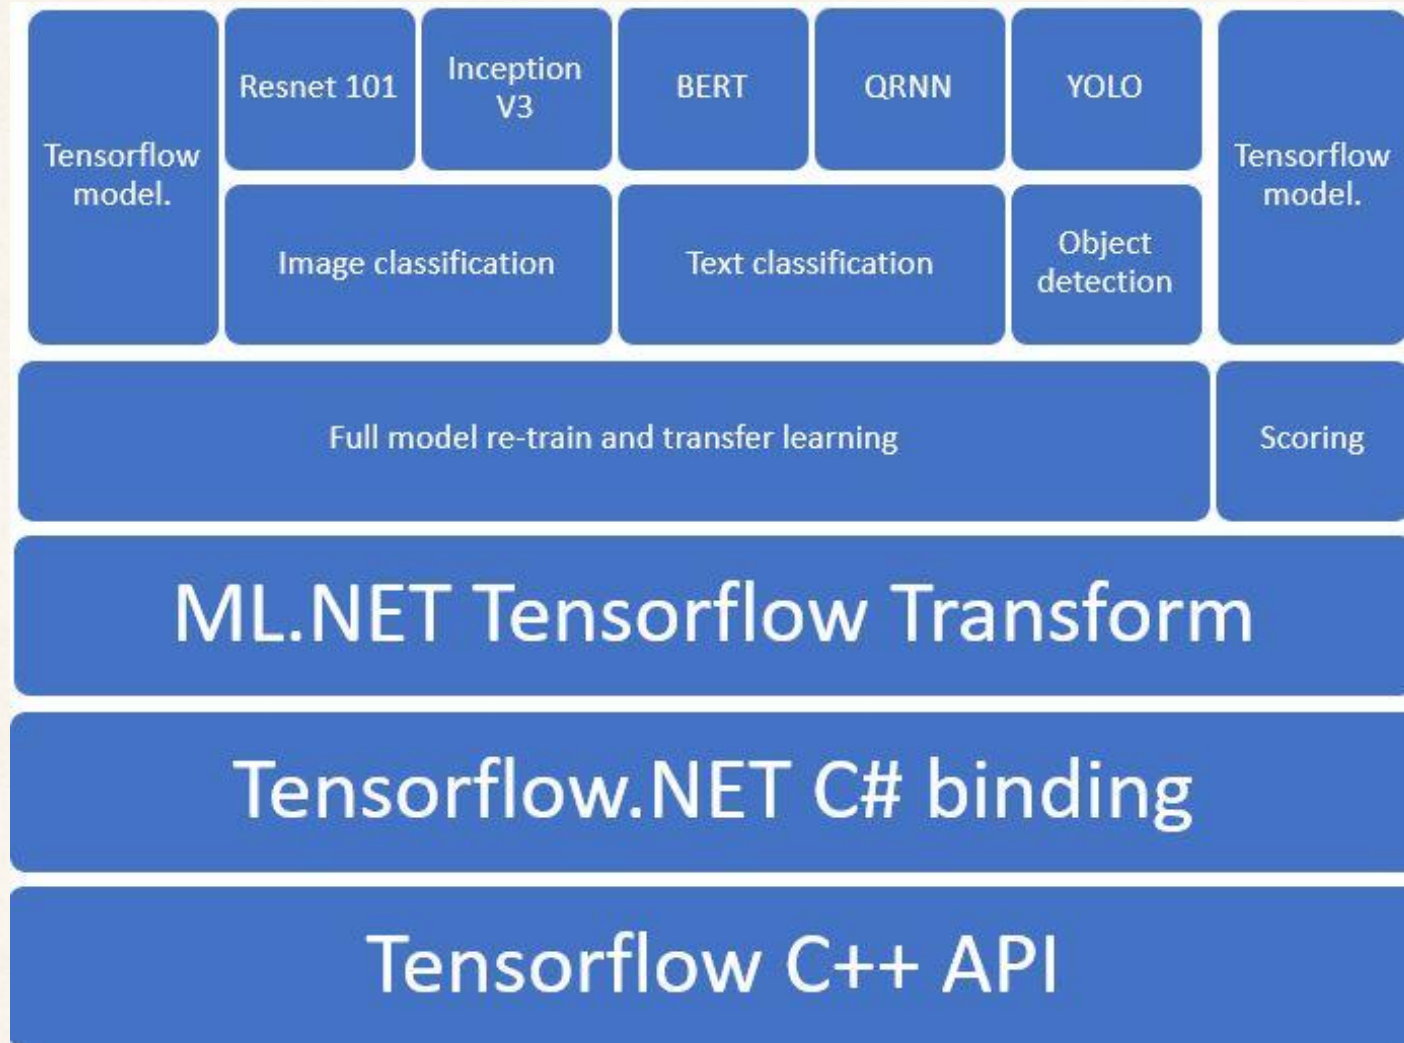 Tensorflow
model.
Resnet 101
Inception
V3
BERT
QRNN
YOLO
Tensorflow
model.
Image classification
Text classification
Object
detection
Full model re-train and transfer learning
Scoring
ML.NET Tensorflow Transform
Tensorflow.NET C# binding
Tensorflow C++ API